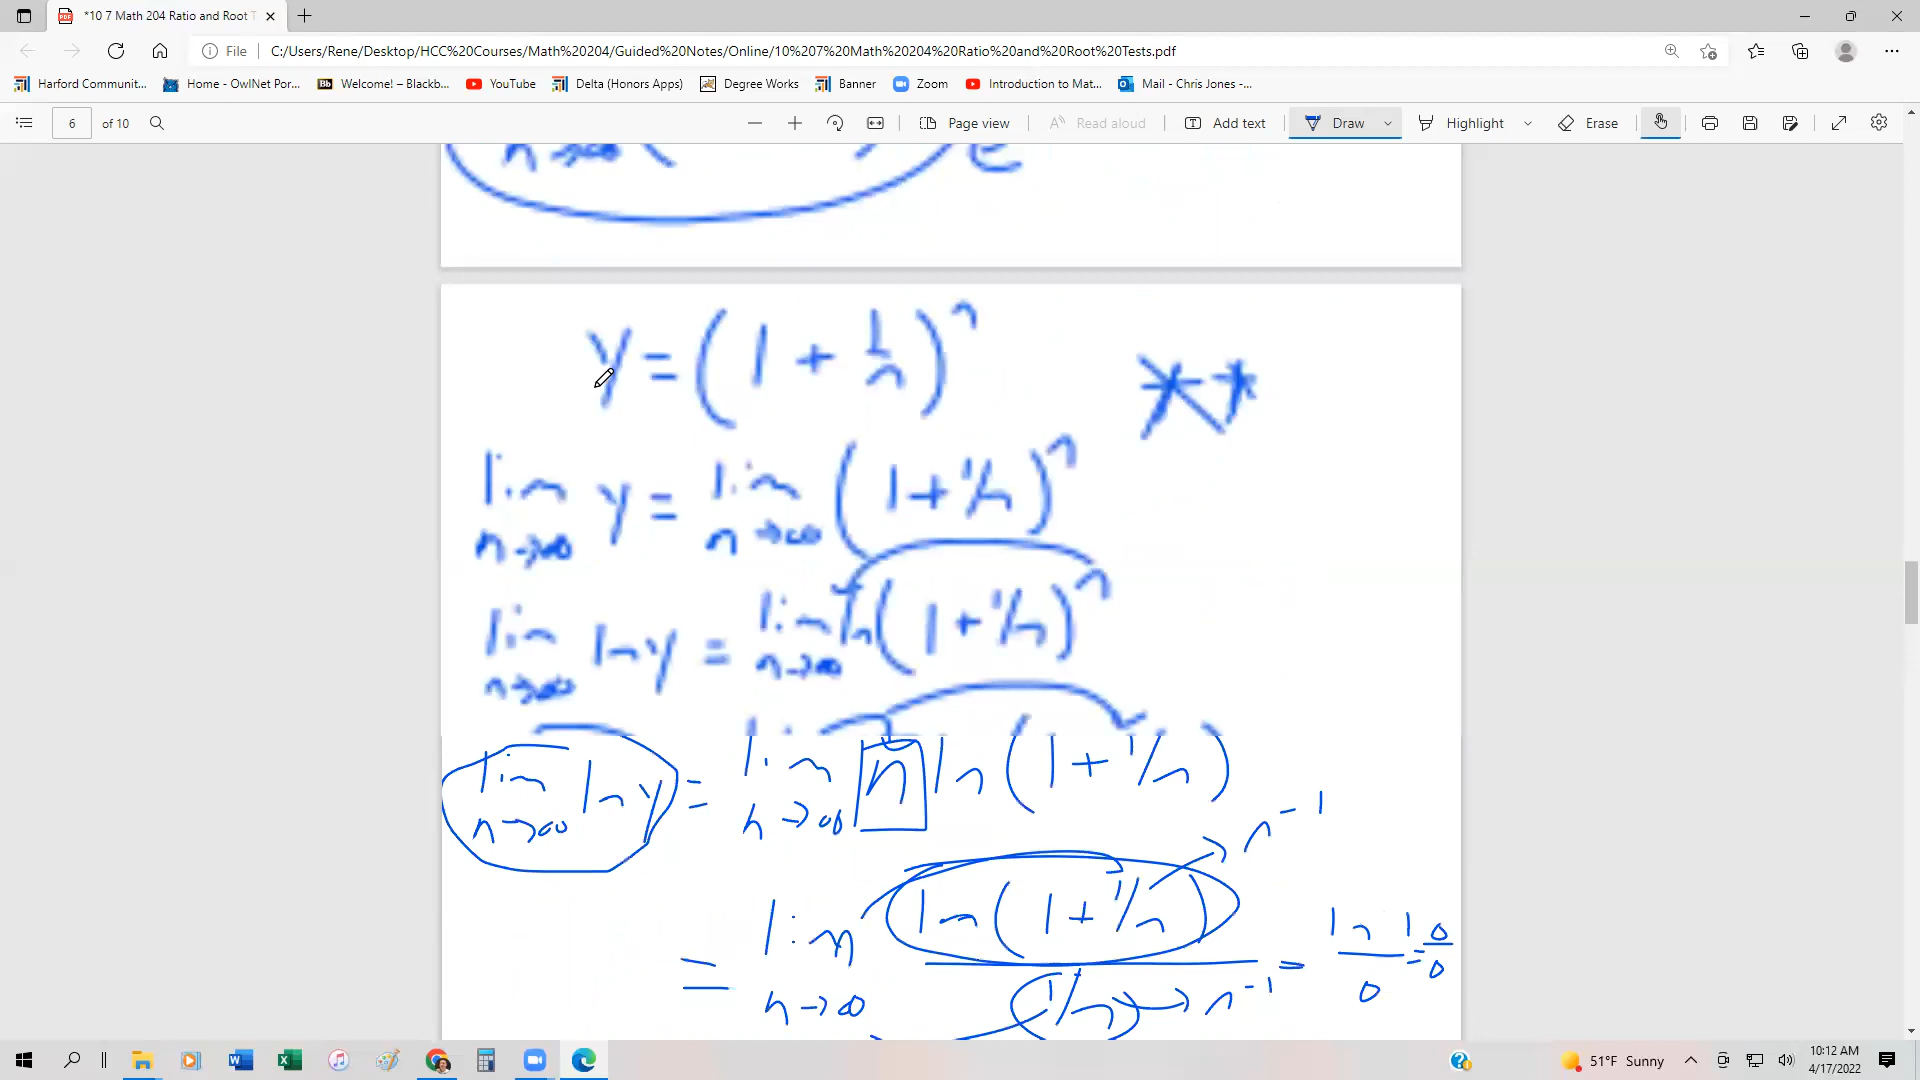 *10 7 Math 204 Ratio and Root T
File C:/Users/Rene/Desktop/HCC%20Courses/Math%20204/Guided%20Notes/Online/10%207%20Math%20204%20Ratio%20and%20Root%20Tests.pdf
Harford Communit... Home - OwlNet Por... Welcome! – Blackb... YouTube Delta (Honors Apps) Degree Works Banner Zoom Introduction to Mat... Mail - Chris Jones -...
6 of 10 Page view Read aloud Add text Draw Highlight Erase
n→∞ e
y = (1 + 1/n)^n **
lim n→∞ y = lim n→∞ (1 + 1/n)^n
lim n→∞ ln y = lim n→∞ ln (1 + 1/n)^n
lim n→∞ ln y = lim n→∞ n ln (1 + 1/n)
→ n^-1
= lim n→∞ ln (1 + 1/n) / (1/n) → n^-1 = ln 1 / 0 = 0/0
51°F Sunny 10:12 AM
4/17/2022